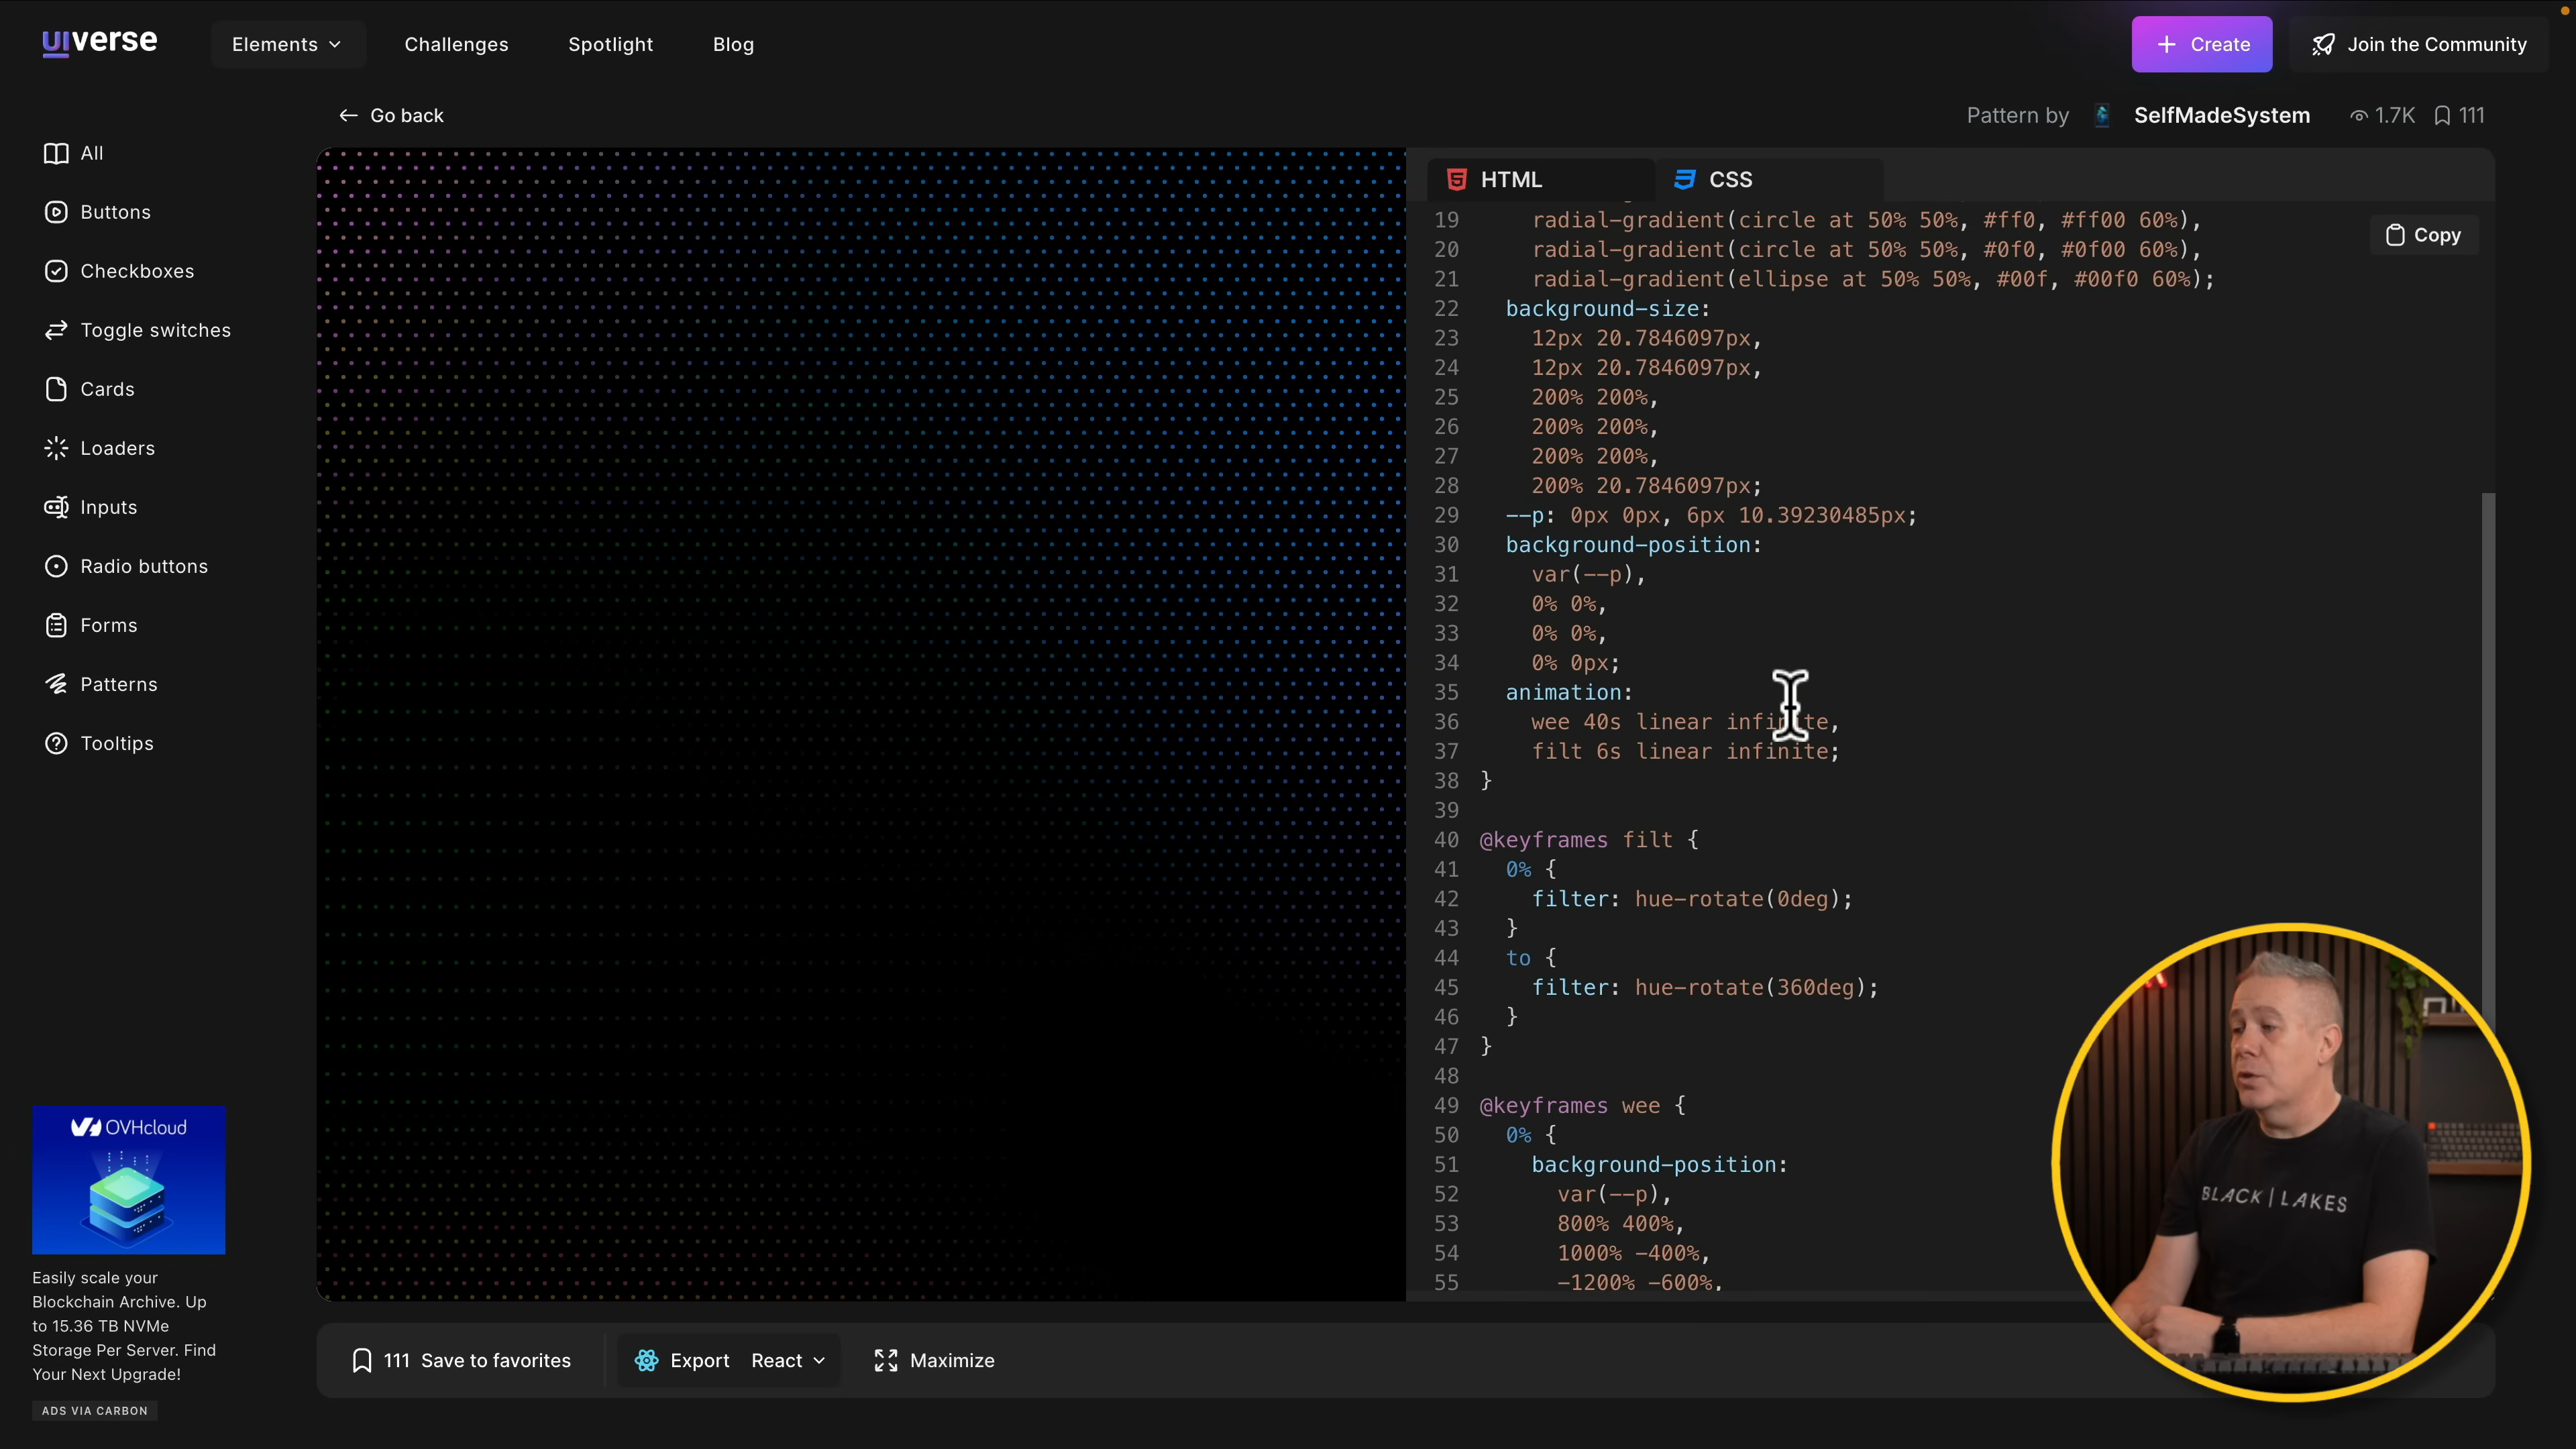 uiverse
Elements
Challenges
Spotlight
Blog
Create
Join the Community
Go back
Pattern by
SelfMadeSystem
1.7K
111
All
Buttons
Checkboxes
Toggle switches
Cards
Loaders
Inputs
Radio buttons
Forms
Patterns
Tooltips
HTML
CSS
Copy
19 radial-gradient(circle at 50% 50%, #ff0, #ff00 60%),
20 radial-gradient(circle at 50% 50%, #0f0, #0f00 60%),
21 radial-gradient(ellipse at 50% 50%, #00f, #00f0 60%);
22 background-size:
23 12px 20.7846097px,
24 12px 20.7846097px,
25 200% 200%,
26 200% 200%,
27 200% 200%,
28 200% 20.7846097px;
29 --p: 0px 0px, 6px 10.39230485px;
30 background-position:
31 var(--p),
32 0% 0%,
33 0% 0%,
34 0% 0px;
35 animation:
36 wee 40s linear infinite,
37 filt 6s linear infinite;
38 }
39
40 @keyframes filt {
41 0% {
42 filter: hue-rotate(0deg);
43 }
44 to {
45 filter: hue-rotate(360deg);
46 }
47 }
48
49 @keyframes wee {
50 0% {
51 background-position:
52 var(--p),
53 800% 400%,
54 1000% -400%,
55 -1200% -600%,
BLACK | LAKES
OVHcloud
Easily scale your
Blockchain Archive. Up
to 15.36 TB NVMe
Storage Per Server. Find
Your Next Upgrade!
ADS VIA CARBON
111 Save to favorites
Export
React
Maximize